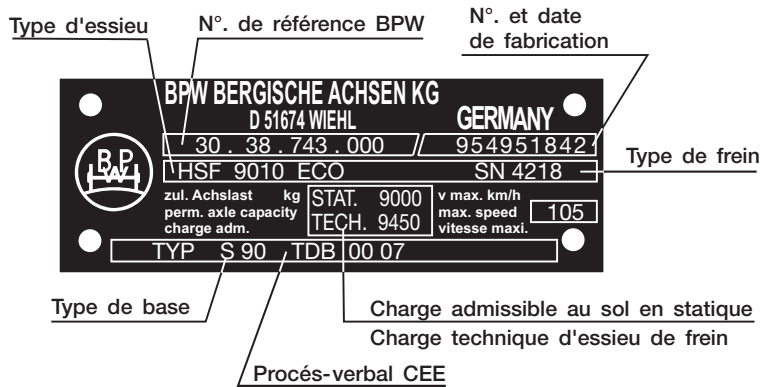 Type d'essieu
N°. de référence BPW
N°. et date
de fabrication
BPW BERGISCHE ACHSEN KG
D 51674 WIEHL GERMANY
30 . 38 . 743 . 000 / 954951842
HSF 9010 ECO SN 4218
Type de frein
BPW
zul. Achslast kg
perm. axle capacity
charge adm.
STAT. 9000
TECH. 9450
v max. km/h
max. speed
vitesse maxi.
105
TYP S 90 TDB 00 07
Type de base
Charge admissible au sol en statique
Charge technique d'essieu de frein
Procés-verbal CEE